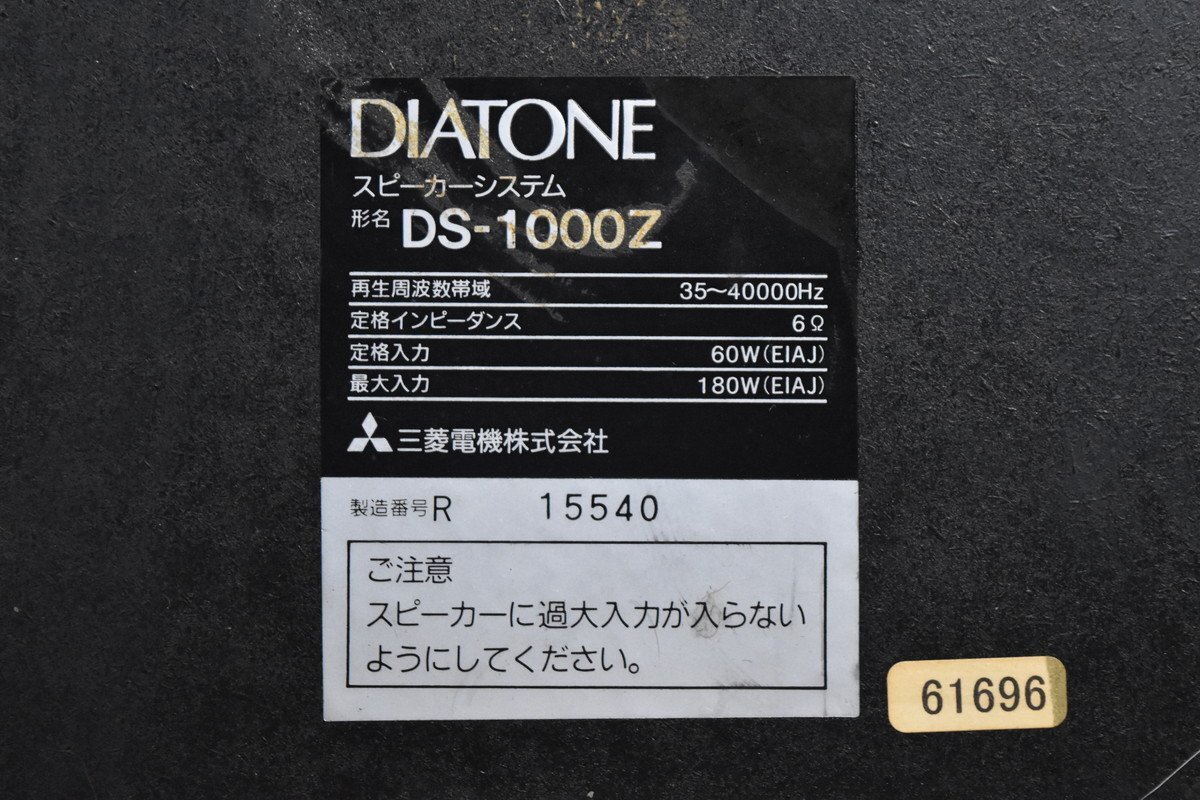 DIATONE
スピーカーシステム
形名 DS-1000Z
再生周波数帯域 35〜40000Hz
定格インピーダンス 6Ω
定格入力 60W(EIAJ)
最大入力 180W(EIAJ)
三菱電機株式会社
製造番号 R 15540
ご注意
スピーカーに過大入力が入らない
ようにしてください。
61696